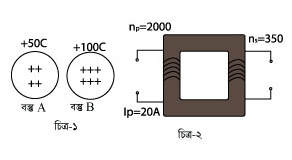 +50C
+100C
++
++
+++
+++
বস্তু A
বস্তু B
চিত্র-১
nₚ=2000
nₛ=350
Iₚ=20A
চিত্র-২